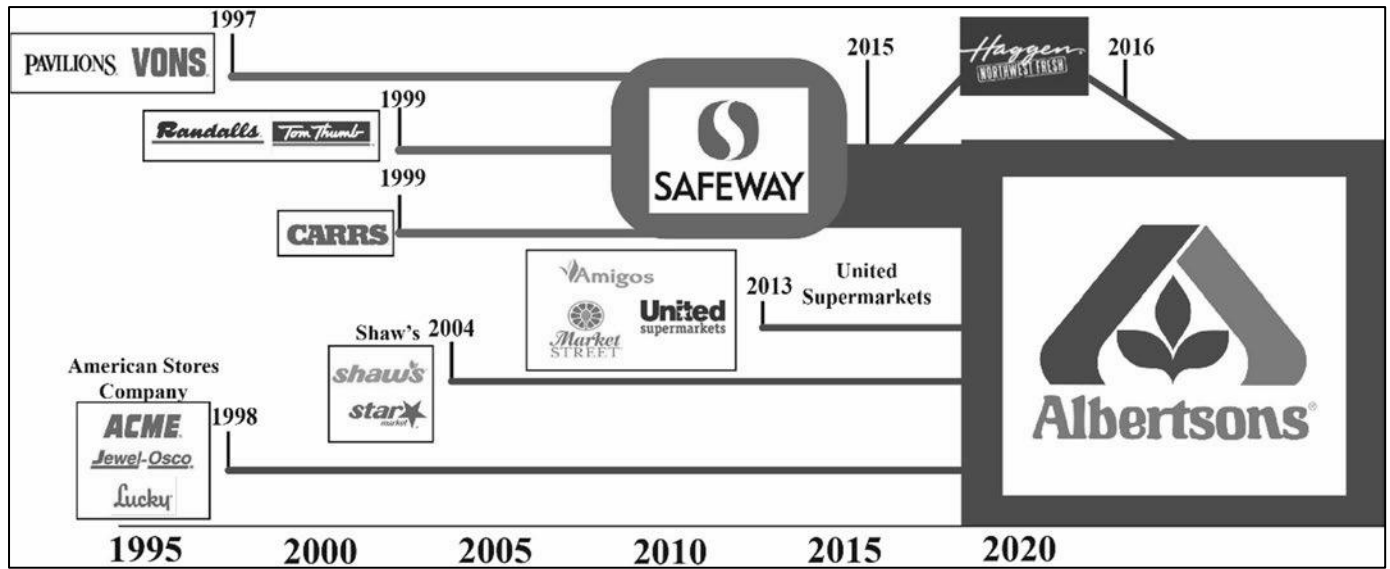 1997
PAVILIONS VONS
1999
Randalls Tom Thumb
1999
CARRS
SAFEWAY
2015
Haggen
NORTHWEST FRESH
2016
Amigos
Market
STREET
United
supermarkets
2013
United
Supermarkets
Shaw's 2004
shaw's
star
market
American Stores
Company
1998
ACME
Jewel-Osco
Lucky
Albertsons®
1995 2000 2005 2010 2015 2020